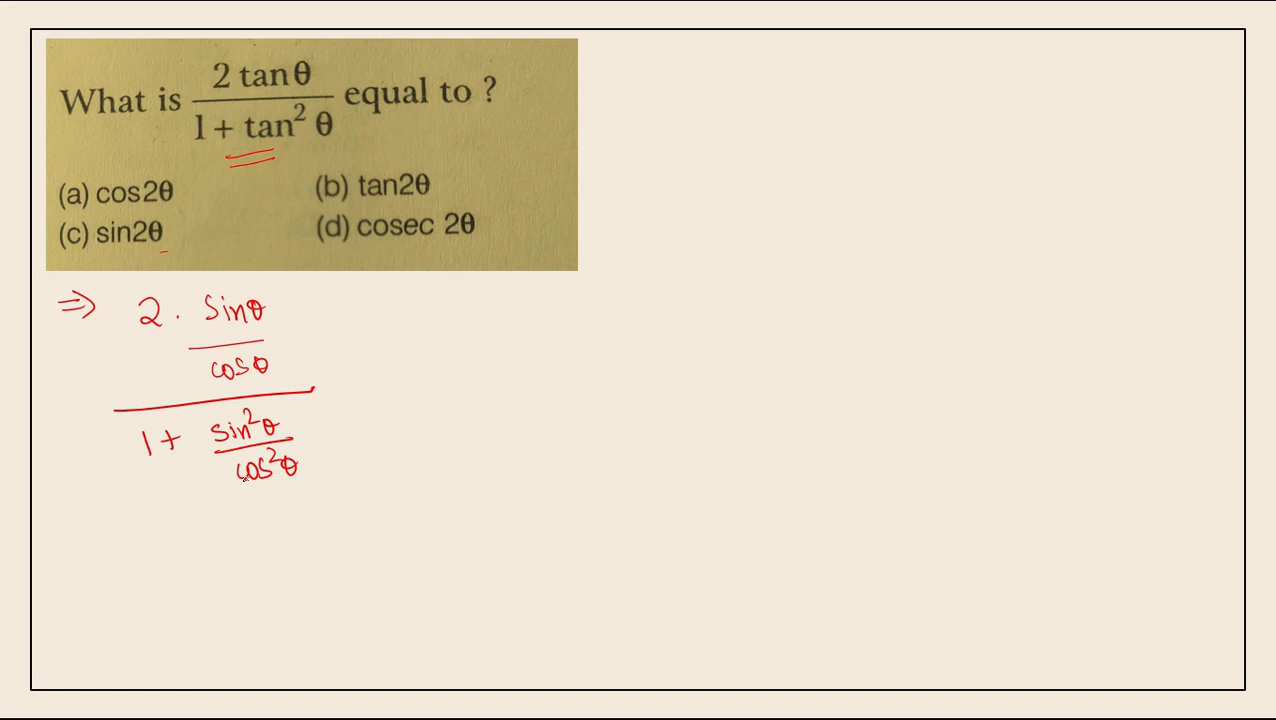 What is 2 tanθ / 1 + tan² θ equal to ?
(a) cos2θ (b) tan2θ
(c) sin2θ (d) cosec 2θ
⇒ 2 . sinθ
cosθ
1 + sin²θ
cos²θ